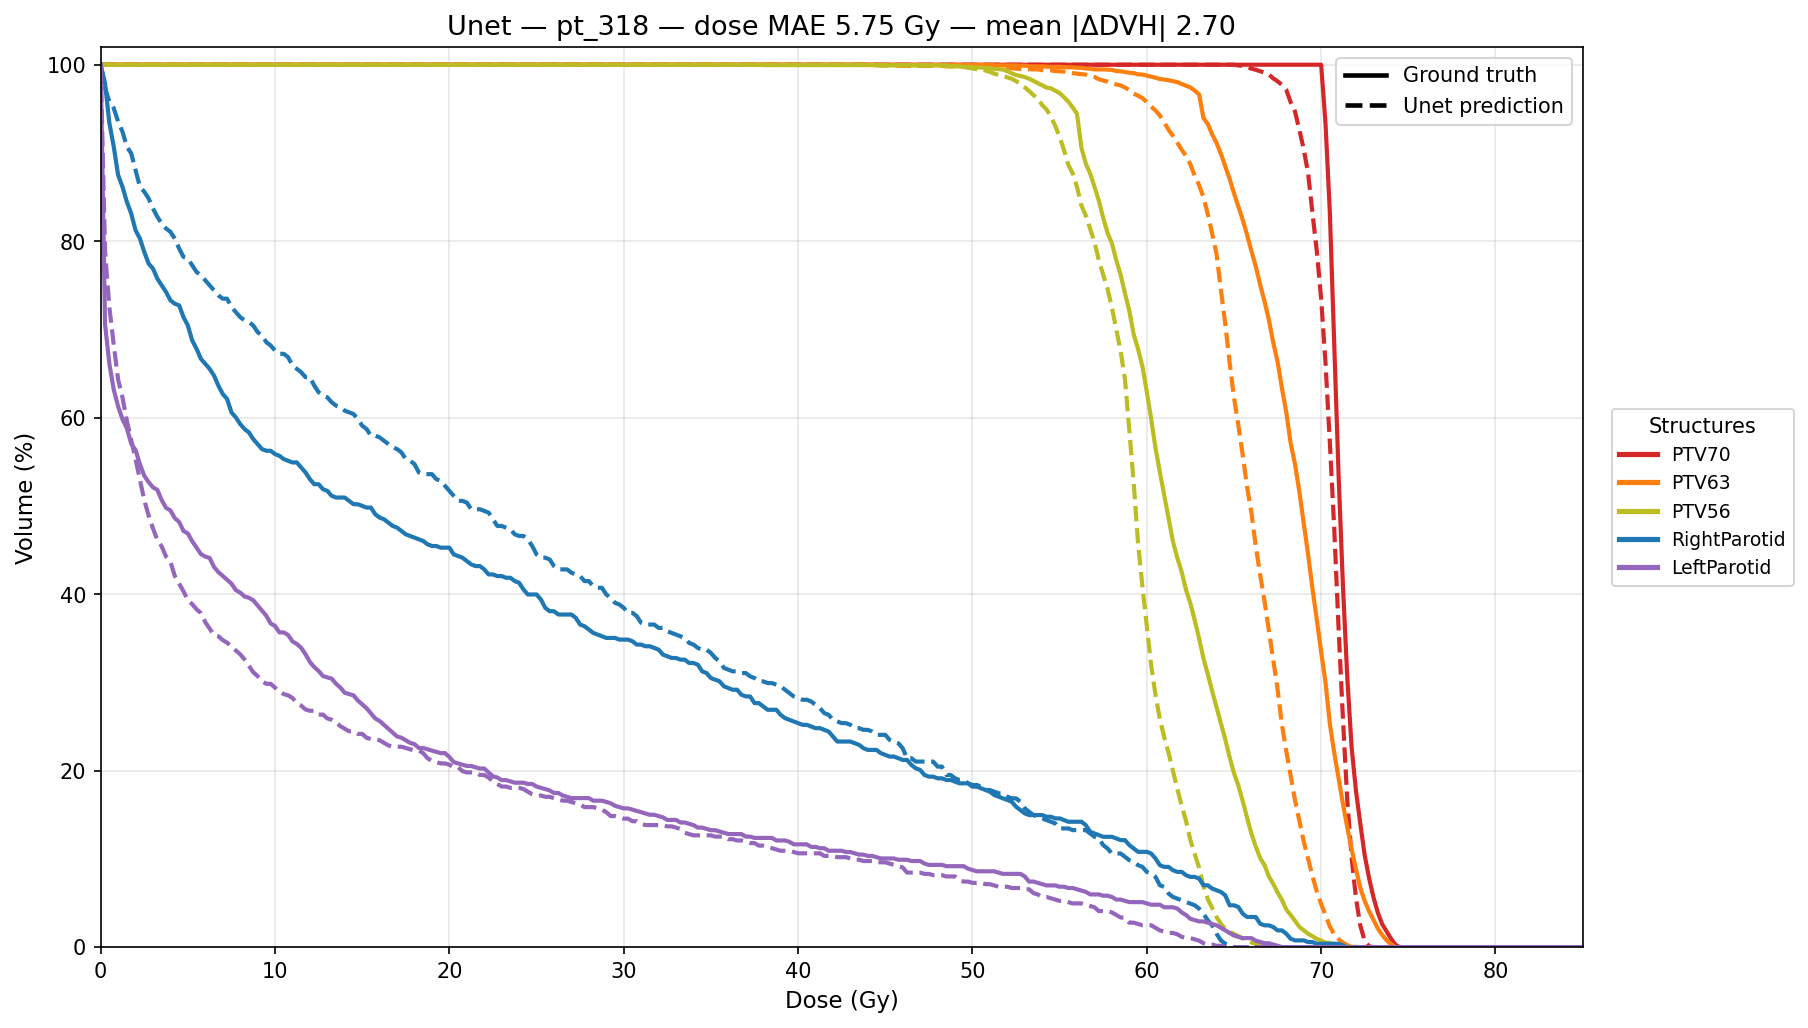 Unet — pt_318 — dose MAE 5.75 Gy — mean |ΔDVH| 2.70
Ground truth
Unet prediction
Volume (%)
100
80
60
40
20
0
0 10 20 30 40 50 60 70 80
Dose (Gy)
Structures
PTV70
PTV63
PTV56
RightParotid
LeftParotid